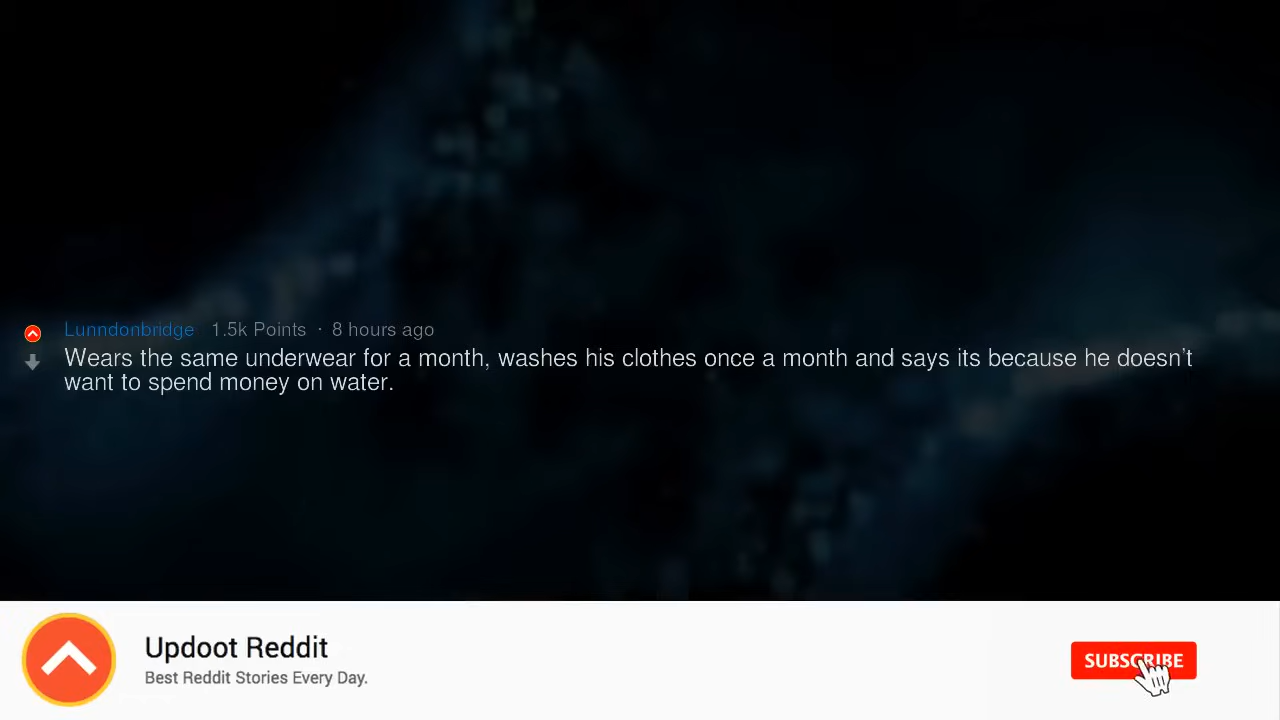 Lunndonbridge 1.5k Points · 8 hours ago
Wears the same underwear for a month, washes his clothes once a month and says its because he doesn't
want to spend money on water.
Updoot Reddit
Best Reddit Stories Every Day.
SUBSCRIBE